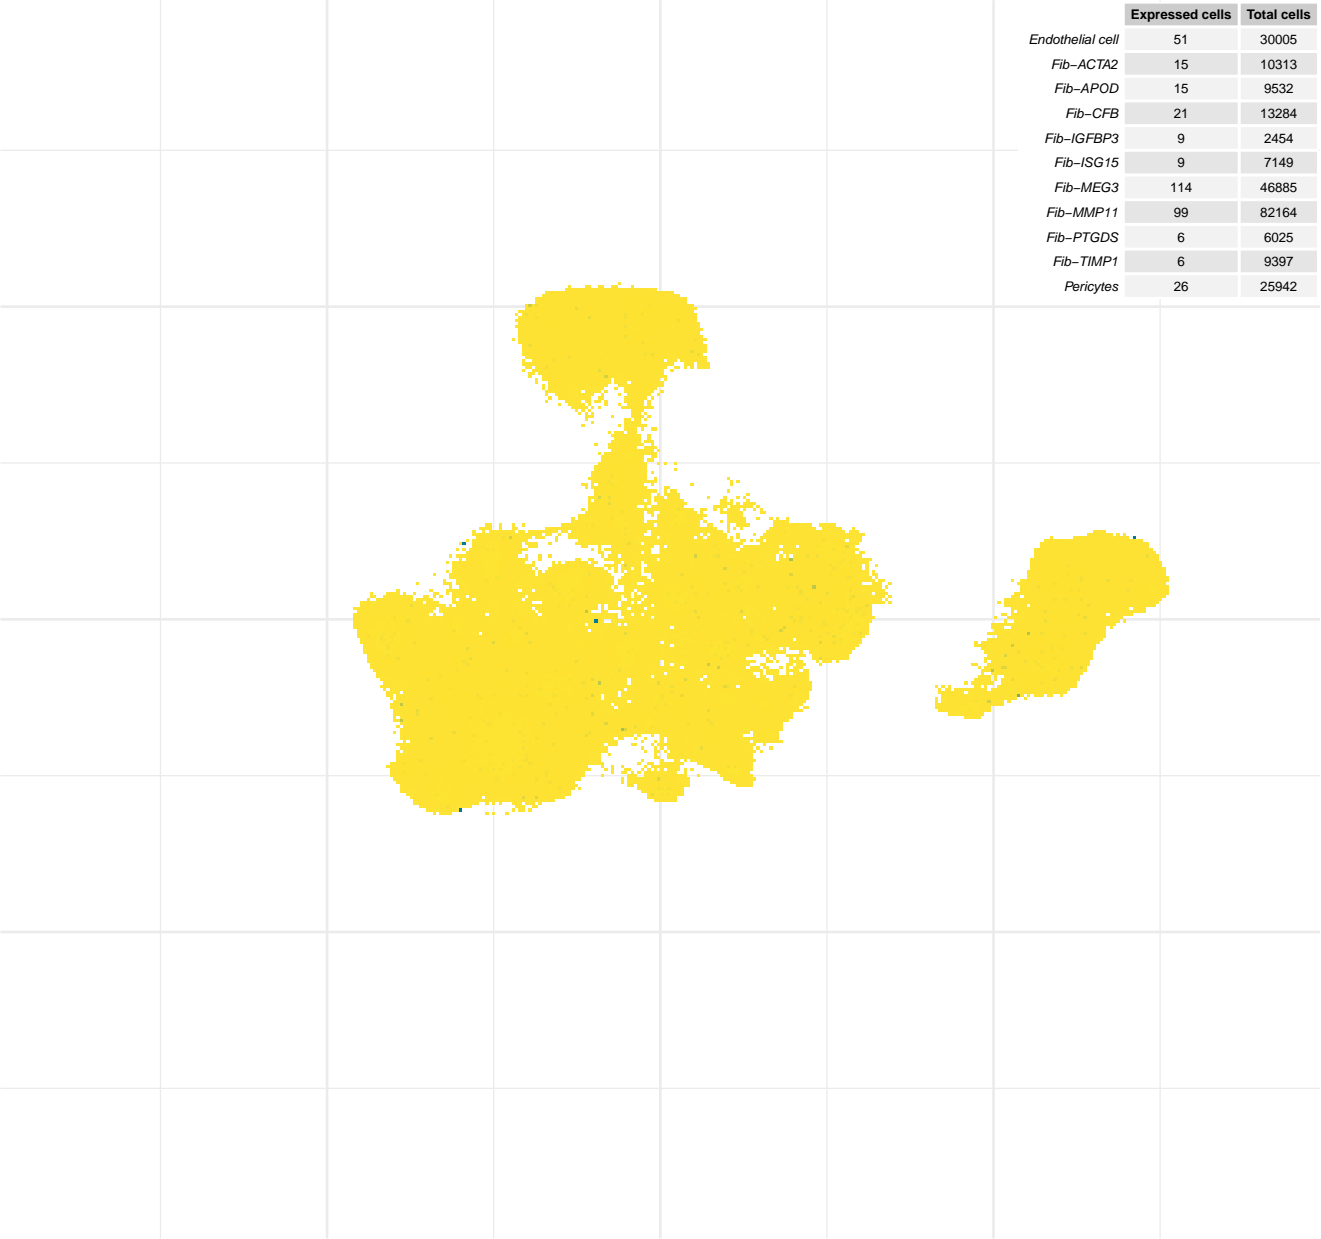 Expressed cells Total cells
Endothelial cell 51 30005
Fib−ACTA2 15 10313
Fib−APOD 15 9532
Fib−CFB 21 13284
Fib−IGFBP3 9 2454
Fib−ISG15 9 7149
Fib−MEG3 114 46885
Fib−MMP11 99 82164
Fib−PTGDS 6 6025
Fib−TIMP1 6 9397
Pericytes 26 25942